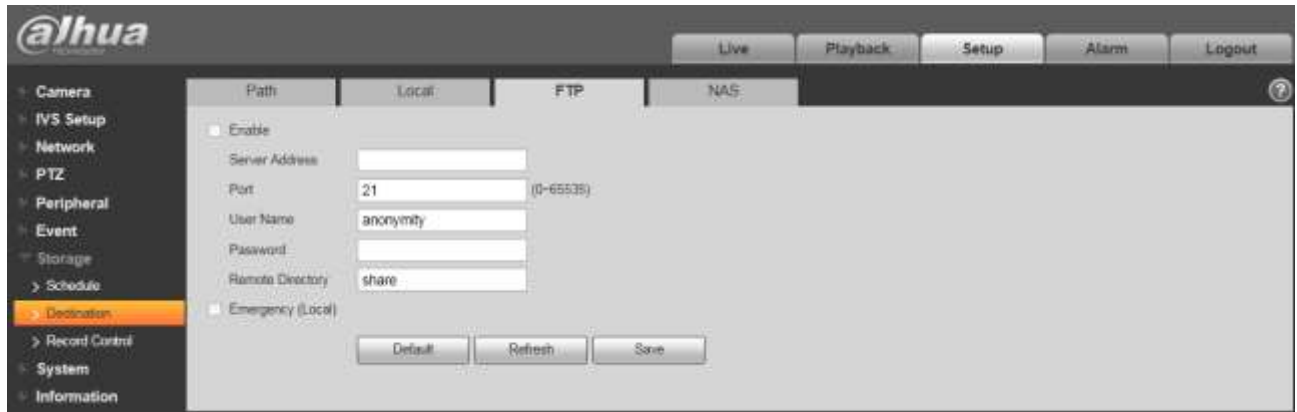 alhua
TECHNOLOGY
Live Playback Setup Alarm Logout
Camera
IVS Setup
Network
PTZ
Peripheral
Event
Storage
Schedule
Destination
Record Control
System
Information
Path Local FTP NAS
Enable
Server Address
Port 21 (0~65535)
User Name anonymity
Password
Remote Directory share
Emergency (Local)
Default Refresh Save